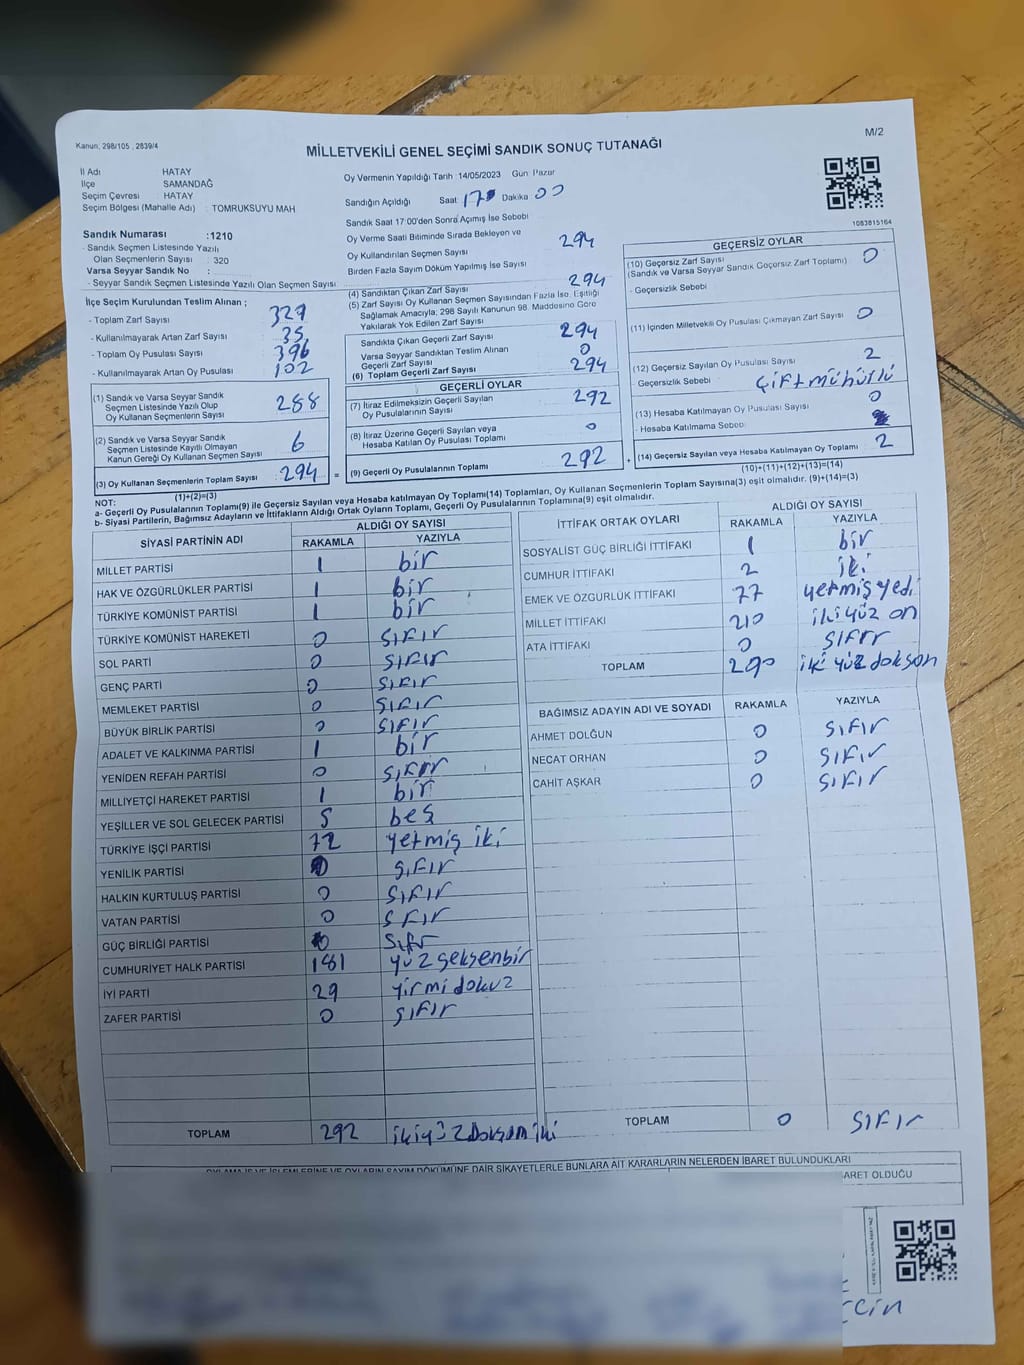 Kanun, 298/105 , 2839/4
M/2
MİLLETVEKİLİ GENEL SEÇİMİ SANDIK SONUÇ TUTANAĞI
İl Adı HATAY
İlçe SAMANDAĞ
Seçim Çevresi : HATAY
Seçim Bölgesi (Mahalle Adı) : TOMRUKSUYU MAH
Sandık Numarası :1210
- Sandık Seçmen Listesinde Yazılı
Olan Seçmenlerin Sayısı : 320
Varsa Seyyar Sandık No :
- Seyyar Sandık Seçmen Listesinde Yazılı Olan Seçmen Sayısı :
Oy Vermenin Yapıldığı Tarih :14/05/2023 Gün: Pazar
Sandığın Açıldığı Saat 17 Dakika 00
Sandık Saat 17:00'den Sonra Açımış İse Sebebi
Oy Verme Saati Bitiminde Sırada Bekleyen ve
Oy Kullandırılan Seçmen Sayısı 294
Birden Fazla Sayım Döküm Yapılmış İse Sayısı
1083815164
İlçe Seçim Kurulundan Teslim Alınan ;
- Toplam Zarf Sayısı 329
- Kullanılmayarak Artan Zarf Sayısı 35
- Toplam Oy Pusulası Sayısı 396
- Kullanılmayarak Artan Oy Pusulası 102
(1) Sandık ve Varsa Seyyar Sandık
Seçmen Listesinde Yazılı Olup
Oy Kullanan Seçmenlerin Sayısı 288
(2) Sandık ve Varsa Seyyar Sandık
Seçmen Listesinde Kayıtlı Olmayan
Kanun Gereği Oy Kullanan Seçmen Sayısı 6
(3) Oy Kullanan Seçmenlerin Toplam Sayısı 294 =
(1)+(2)=(3)
(4) Sandıktan Çıkan Zarf Sayısı 294
(5) Zarf Sayısı Oy Kullanan Seçmen Sayısından Fazla İse, Eşitliği
Sağlamak Amacıyla; 298 Sayılı Kanunun 98. Maddesine Göre
Yakılarak Yok Edilen Zarf Sayısı
Sandıkta Çıkan Geçerli Zarf Sayısı 294
Varsa Seyyar Sandıktan Teslim Alınan
Geçerli Zarf Sayısı 0
(6) Toplam Geçerli Zarf Sayısı 294
GEÇERLİ OYLAR
(7) İtiraz Edilmeksizin Geçerli Sayılan
Oy Pusulalarının Sayısı 292
(8) İtiraz Üzerine Geçerli Sayılan veya
Hesaba Katılan Oy Pusulası Toplamı 0
(9) Geçerli Oy Pusulalarının Toplamı 292 +
GEÇERSİZ OYLAR
(10) Geçersiz Zarf Sayısı
(Sandık ve Varsa Seyyar Sandık Geçersiz Zarf Toplamı) 0
- Geçersizlik Sebebi
(11) İçinden Milletvekili Oy Pusulası Çıkmayan Zarf Sayısı 0
(12) Geçersiz Sayılan Oy Pusulası Sayısı 2
Geçersizlik Sebebi çift mühürlü
(13) Hesaba Katılmayan Oy Pusulası Sayısı 0
- Hesaba Katılmama Sebebi
(14) Geçersiz Sayılan veya Hesaba Katılmayan Oy Toplamı 2
(10)+(11)+(12)+(13)=(14)
NOT:
a- Geçerli Oy Pusulalarının Toplamı(9) ile Geçersiz Sayılan veya Hesaba katılmayan Oy Toplamı(14) Toplamları, Oy Kullanan Seçmenlerin Toplam Sayısına(3) eşit olmalıdır. (9)+(14)=(3)
b- Siyasi Partilerin, Bağımsız Adayların ve İttifakların Aldığı Ortak Oyların Toplamı, Geçerli Oy Pusulalarının Toplamına(9) eşit olmalıdır.
SİYASİ PARTİNİN ADI ALDIĞI OY SAYISI
RAKAMLA YAZIYLA
MİLLET PARTİSİ 1 bir
HAK VE ÖZGÜRLÜKLER PARTİSİ 1 bir
TÜRKİYE KOMÜNİST PARTİSİ 1 bir
TÜRKİYE KOMÜNİST HAREKETİ 0 sıfır
SOL PARTİ 0 sıfır
GENÇ PARTİ 0 sıfır
MEMLEKET PARTİSİ 0 sıfır
BÜYÜK BİRLİK PARTİSİ 0 sıfır
ADALET VE KALKINMA PARTİSİ 1 bir
YENİDEN REFAH PARTİSİ 0 sıfır
MİLLİYETÇİ HAREKET PARTİSİ 1 bir
YEŞİLLER VE SOL GELECEK PARTİSİ 5 beş
TÜRKİYE İŞÇİ PARTİSİ 72 yetmiş iki
YENİLİK PARTİSİ 0 sıfır
HALKIN KURTULUŞ PARTİSİ 0 sıfır
VATAN PARTİSİ 0 sfır
GÜÇ BİRLİĞİ PARTİSİ 0 sıfr
CUMHURİYET HALK PARTİSİ 181 yüz seksenbir
İYİ PARTİ 29 yirmi dokuz
ZAFER PARTİSİ 0 sıfır
TOPLAM 292 ikiyüz doksan iki
İTTİFAK ORTAK OYLARI ALDIĞI OY SAYISI
RAKAMLA YAZIYLA
SOSYALİST GÜÇ BİRLİĞİ İTTİFAKI 1 bir
CUMHUR İTTİFAKI 2 iki
EMEK VE ÖZGÜRLÜK İTTİFAKI 77 yetmiş yedi
MİLLET İTTİFAKI 210 ikiyüz on
ATA İTTİFAKI 0 sıfır
TOPLAM 290 iki yüz doksan
BAĞIMSIZ ADAYIN ADI VE SOYADI RAKAMLA YAZIYLA
AHMET DOLĞUN 0 sıfır
NECAT ORHAN 0 sıfır
CAHİT AŞKAR 0 sıfır
TOPLAM 0 sıfır
OYLAMA İŞ VE İŞLEMLERİNE VE OYLARIN SAYIM DÖKÜMÜNE DAİR ŞİKAYETLERLE BUNLARA AİT KARARLARIN NELERDEN İBARET BULUNDUKLARI
ARET OLDUĞU